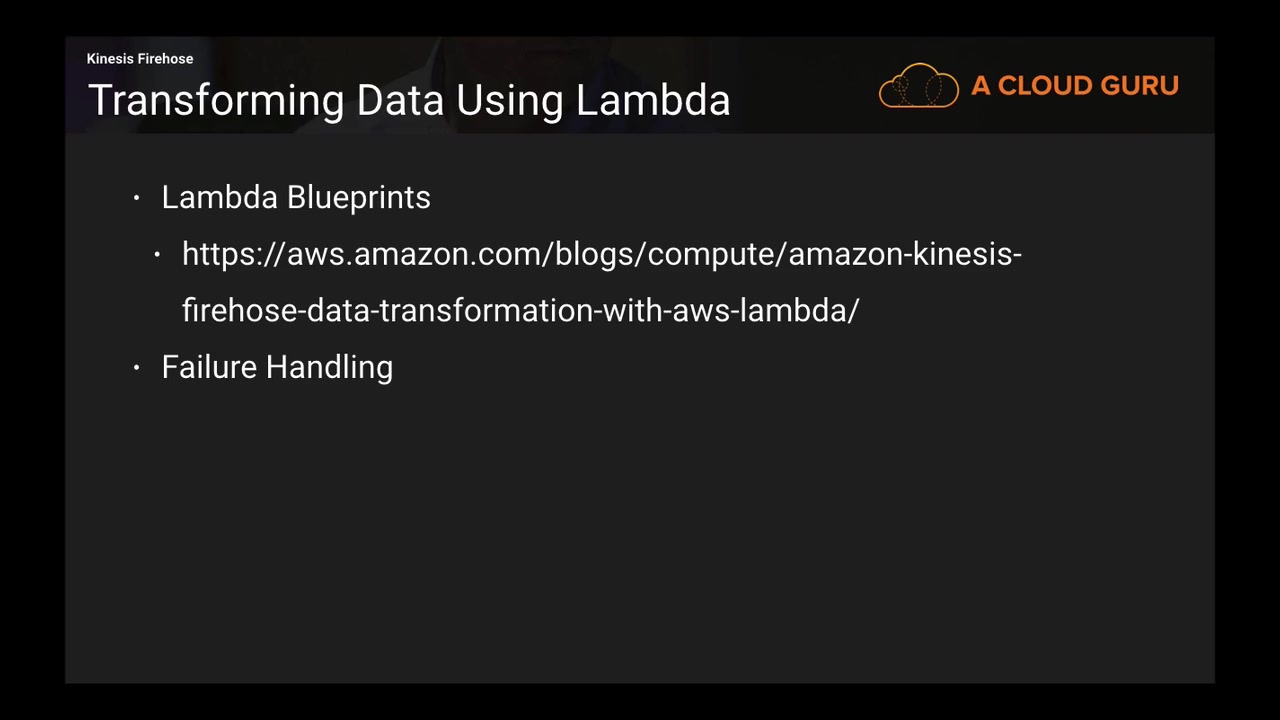 Kinesis Firehose
Transforming Data Using Lambda
A CLOUD GURU
• Lambda Blueprints
• https://aws.amazon.com/blogs/compute/amazon-kinesis-
firehose-data-transformation-with-aws-lambda/
• Failure Handling